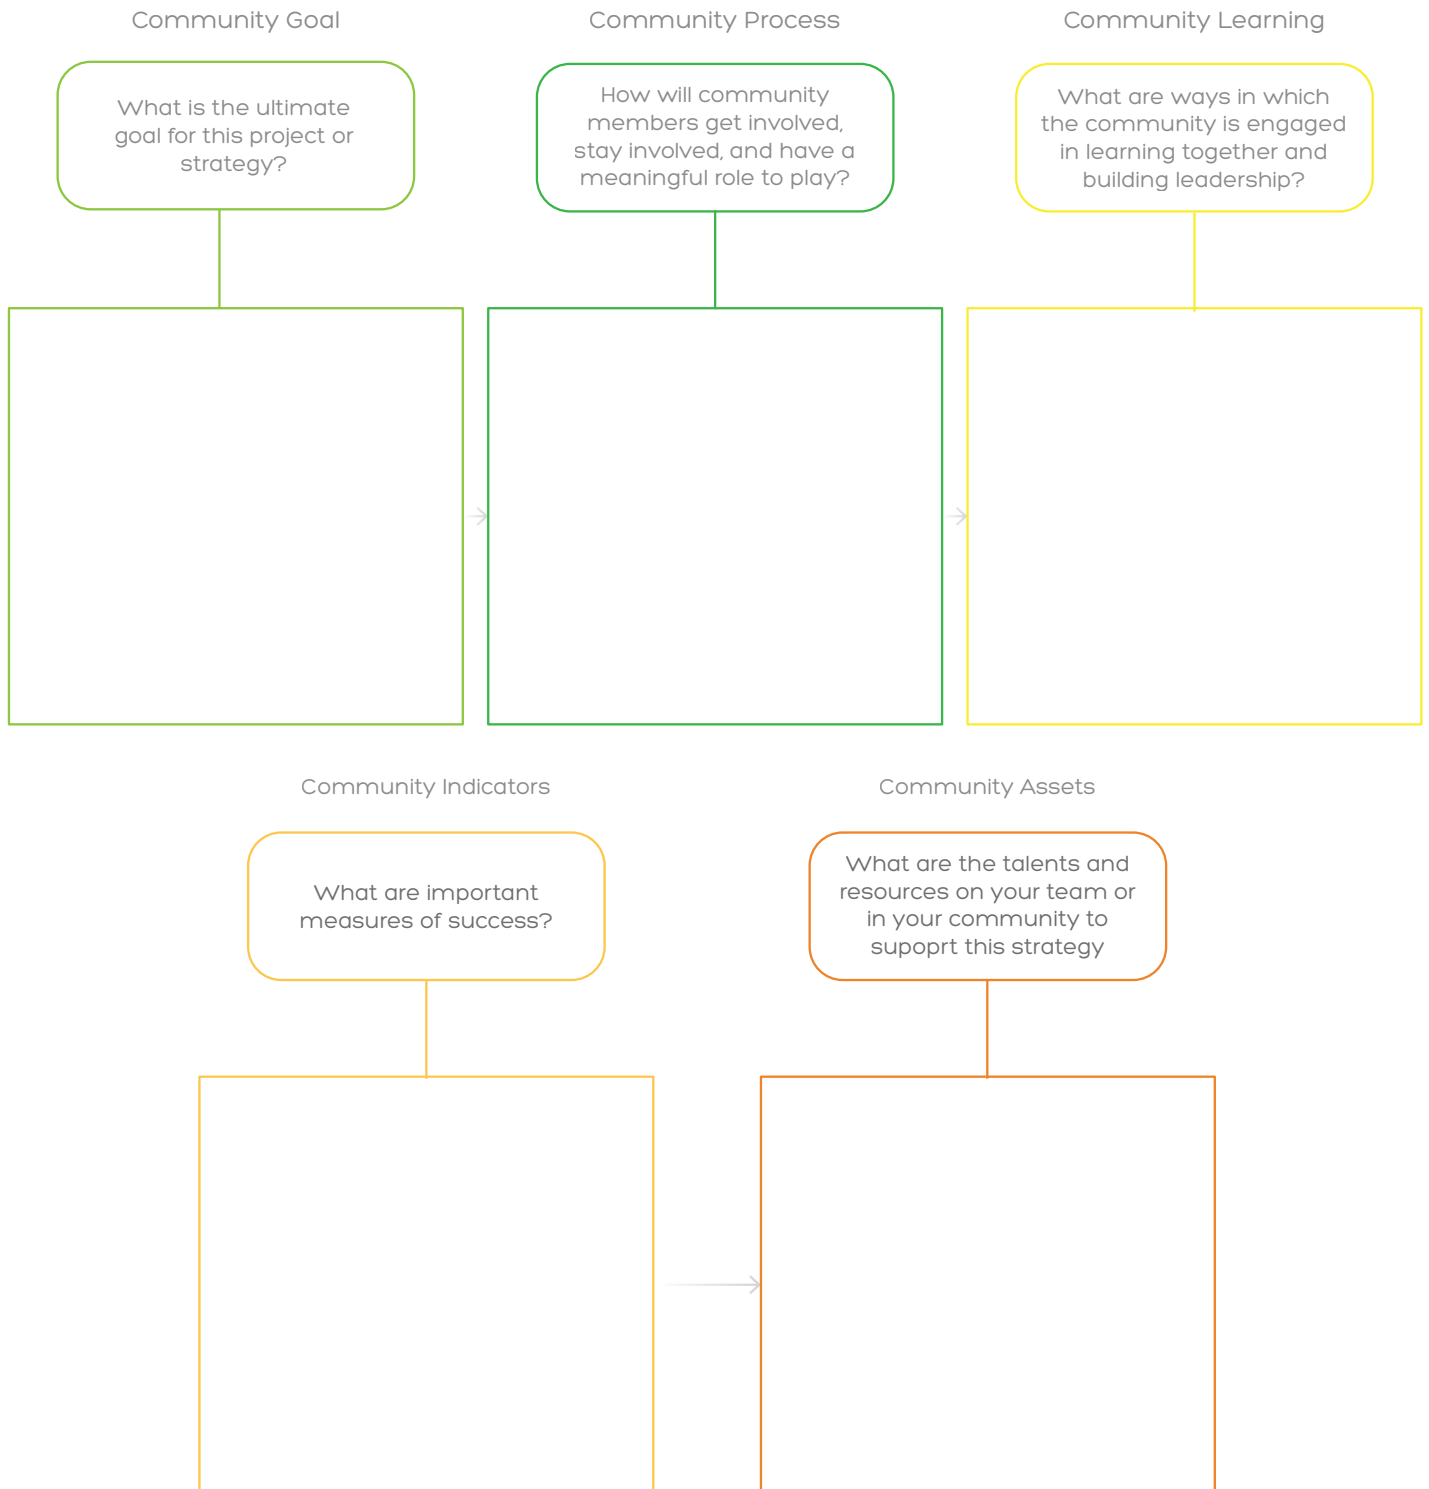 Community Goal
Community Process
Community Learning
What is the ultimate
goal for this project or
strategy?
How will community
members get involved,
stay involved, and have a
meaningful role to play?
What are ways in which
the community is engaged
in learning together and
building leadership?
Community Indicators
Community Assets
What are important
measures of success?
What are the talents and
resources on your team or
in your community to
supoprt this strategy